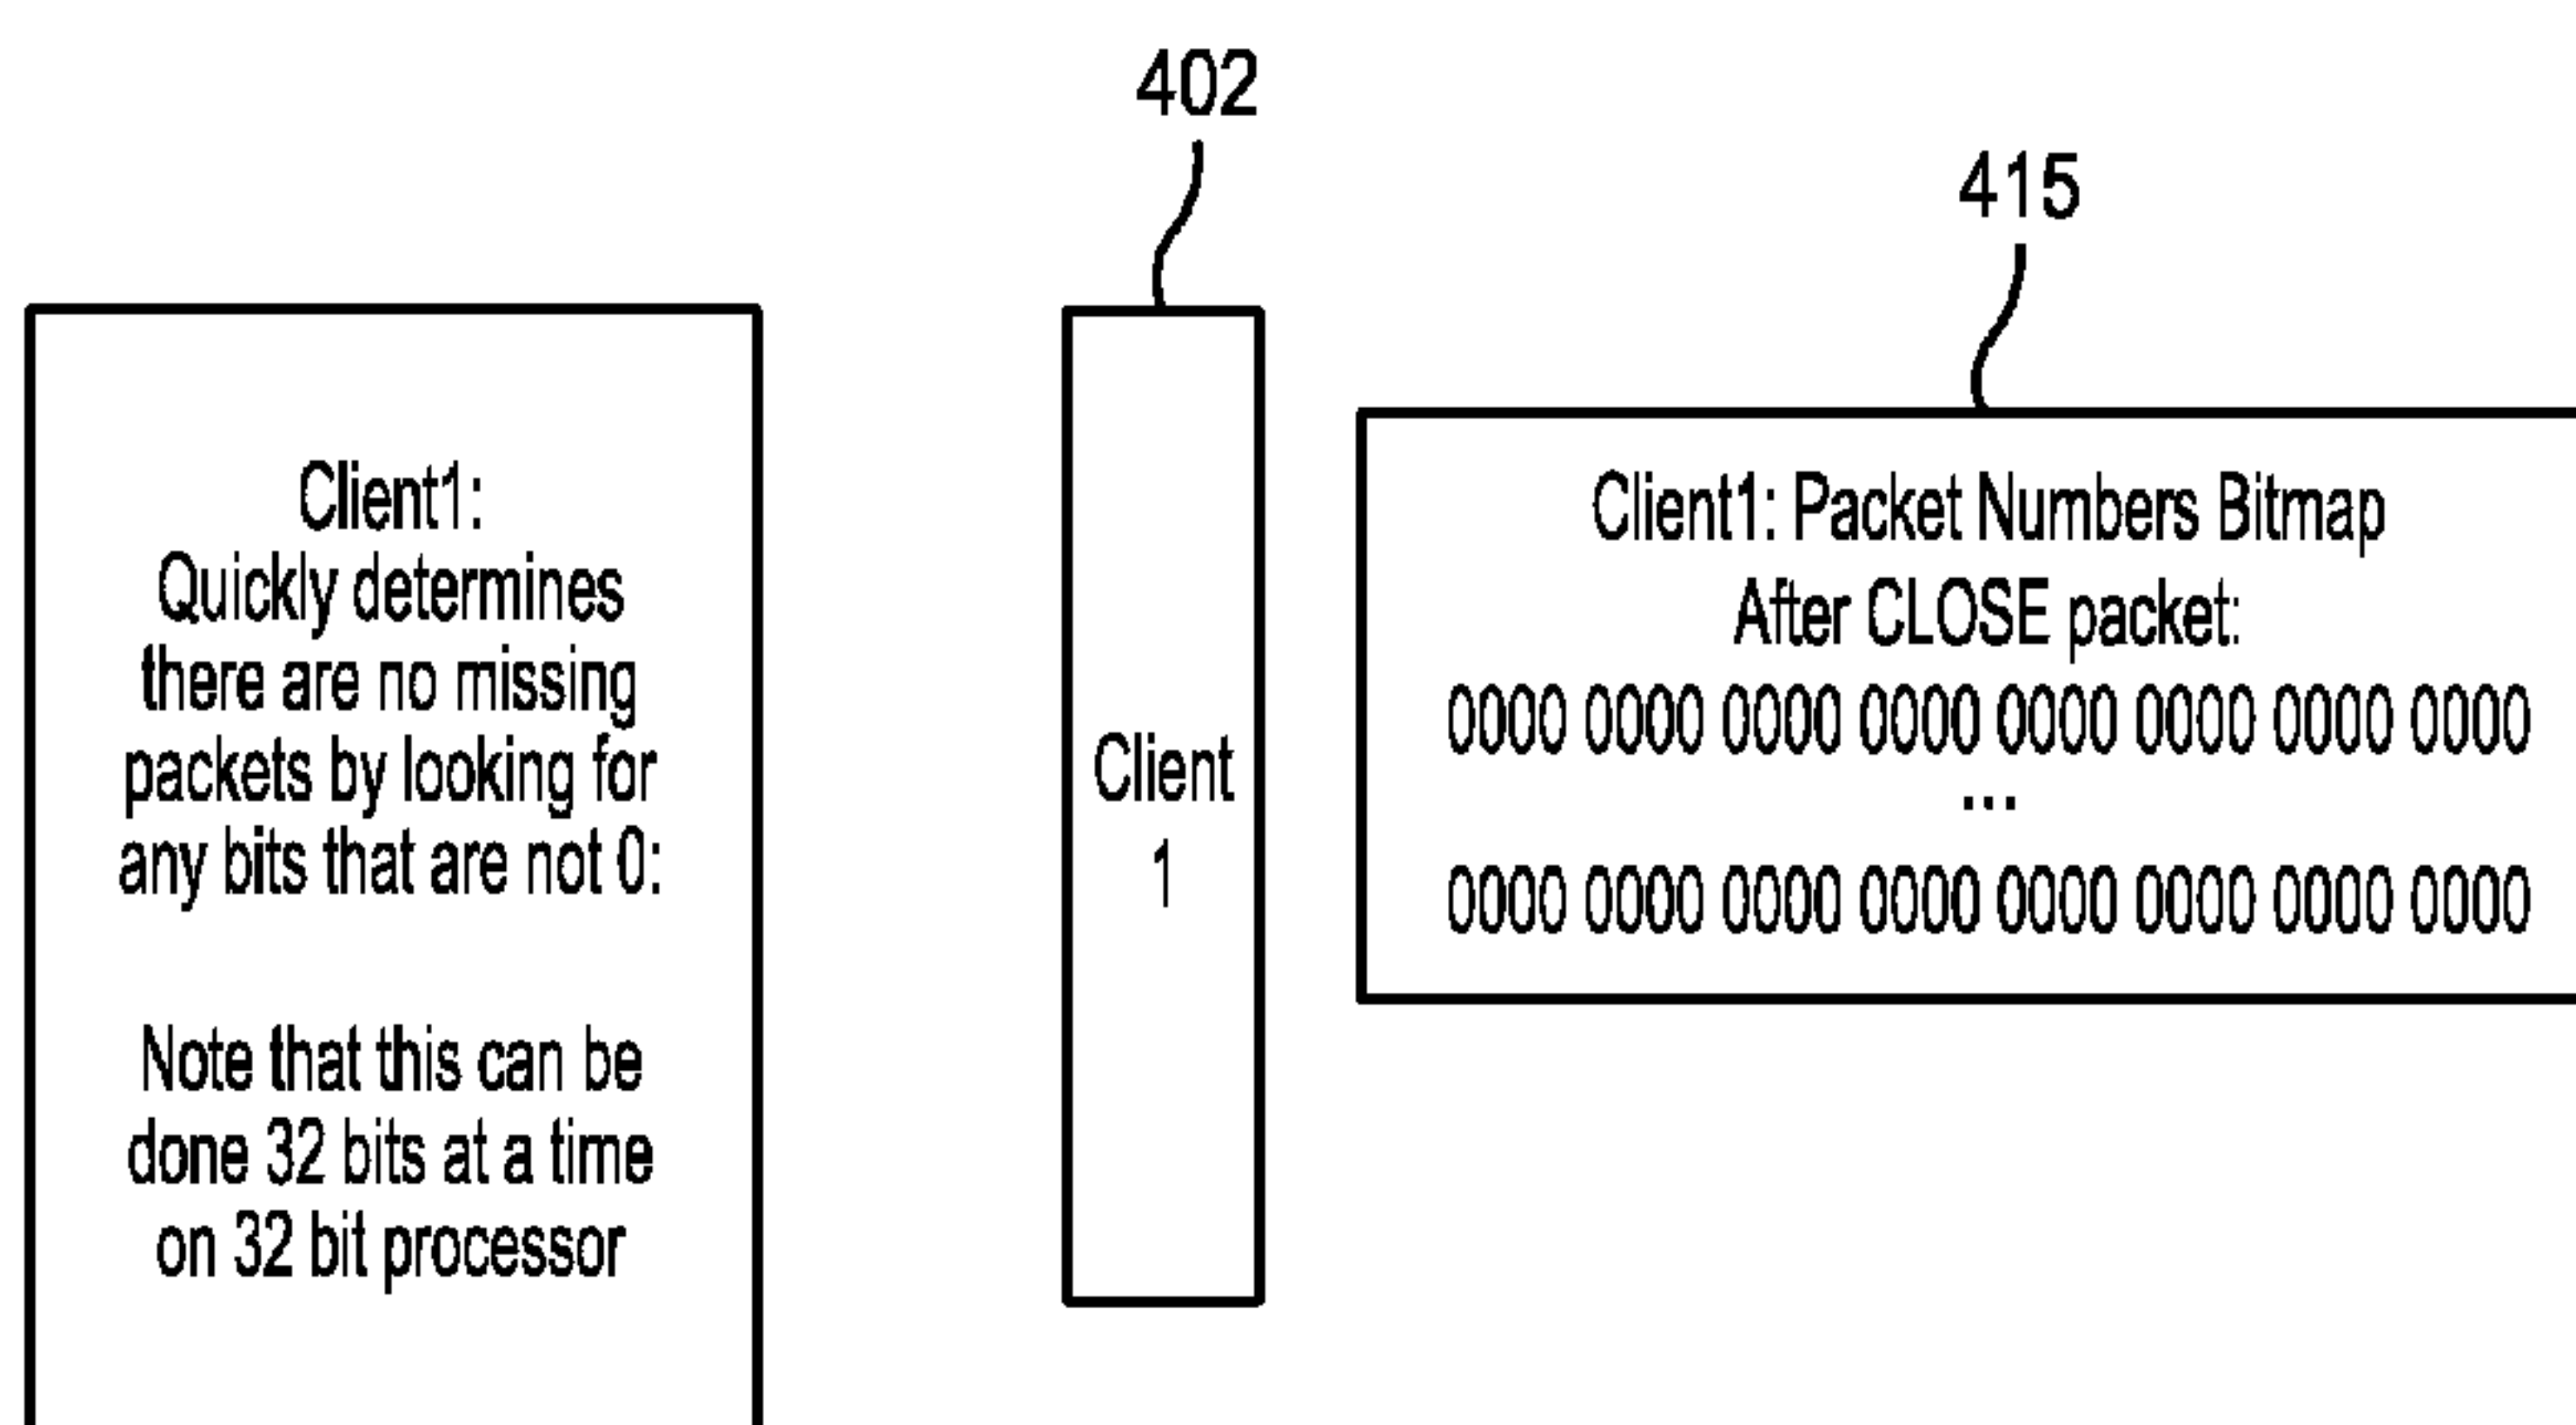 402
415
Client1:
Quickly determines
there are no missing
packets by looking for
any bits that are not 0:
Note that this can be
done 32 bits at a time
on 32 bit processor
Client
1
Client1: Packet Numbers Bitmap
After CLOSE packet:
0000 0000 0000 0000 0000 0000 0000 0000
...
0000 0000 0000 0000 0000 0000 0000 0000